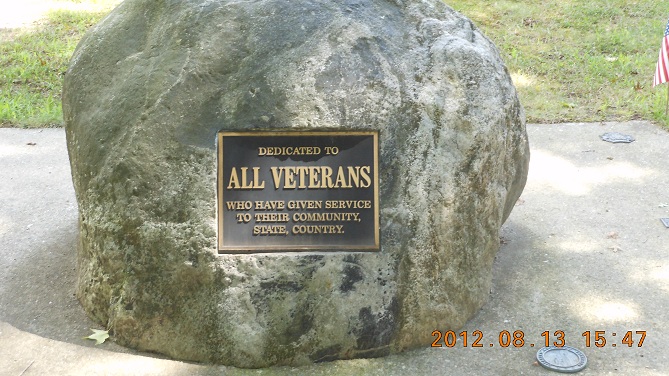 DEDICATED TO
ALL VETERANS
WHO HAVE GIVEN SERVICE
TO THEIR COMMUNITY,
STATE, COUNTRY.
2012.08.13 15:47